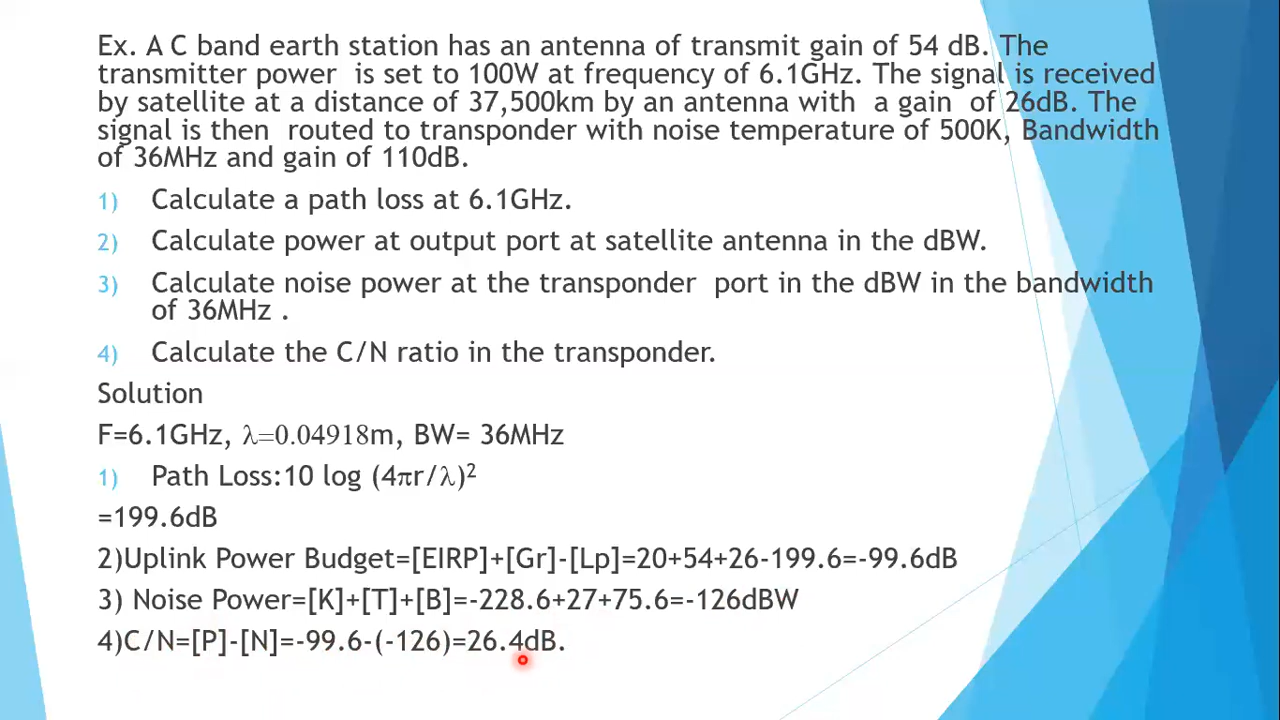 Ex. A C band earth station has an antenna of transmit gain of 54 dB. The
transmitter power is set to 100W at frequency of 6.1GHz. The signal is received
by satellite at a distance of 37,500km by an antenna with a gain of 26dB. The
signal is then routed to transponder with noise temperature of 500K, Bandwidth
of 36MHz and gain of 110dB.
1) Calculate a path loss at 6.1GHz.
2) Calculate power at output port at satellite antenna in the dBW.
3) Calculate noise power at the transponder port in the dBW in the bandwidth
of 36MHz .
4) Calculate the C/N ratio in the transponder.
Solution
F=6.1GHz, λ=0.04918m, BW= 36MHz
1) Path Loss:10 log (4πr/λ)²
=199.6dB
2)Uplink Power Budget=[EIRP]+[Gr]-[Lp]=20+54+26-199.6=-99.6dB
3) Noise Power=[K]+[T]+[B]=-228.6+27+75.6=-126dBW
4)C/N=[P]-[N]=-99.6-(-126)=26.4dB.